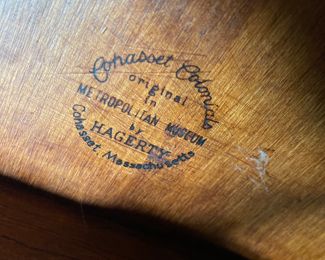 Cohasset Colonials
original
in
METROPOLITAN MUSEUM
by
HAGERTY
Cohasset, Massachusetts